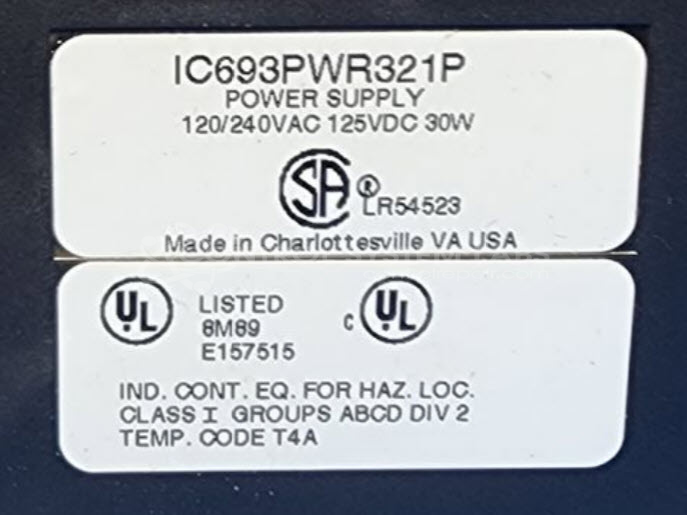 IC693PWR321P
POWER SUPPLY
120/240VAC 125VDC 30W
SA ® LR54523
Made in Charlottesville VA USA
UL LISTED c UL
8M89
E157515
IND. CONT. EQ. FOR HAZ. LOC.
CLASS I GROUPS ABCD DIV 2
TEMP. CODE T4A